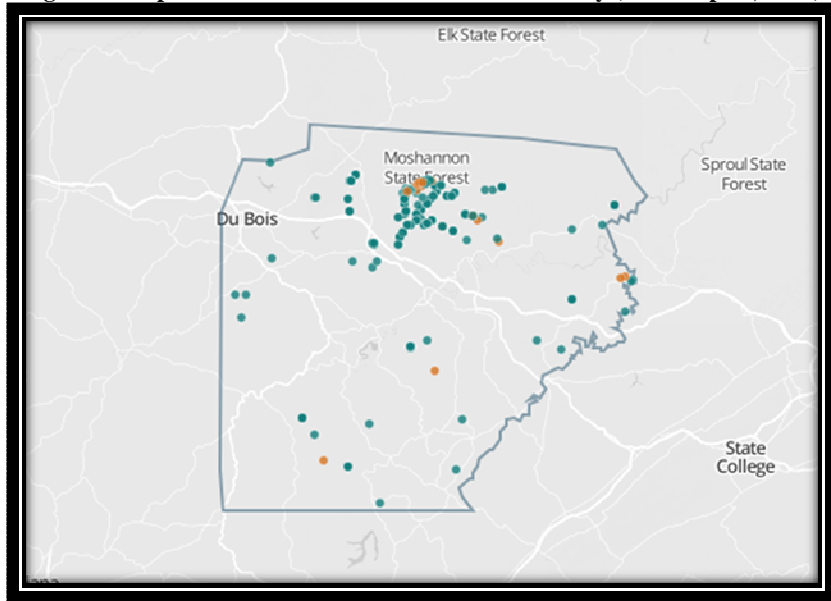 Elk State Forest
Moshannon
State Forest
Sproul State
Forest
Du Bois
State
College